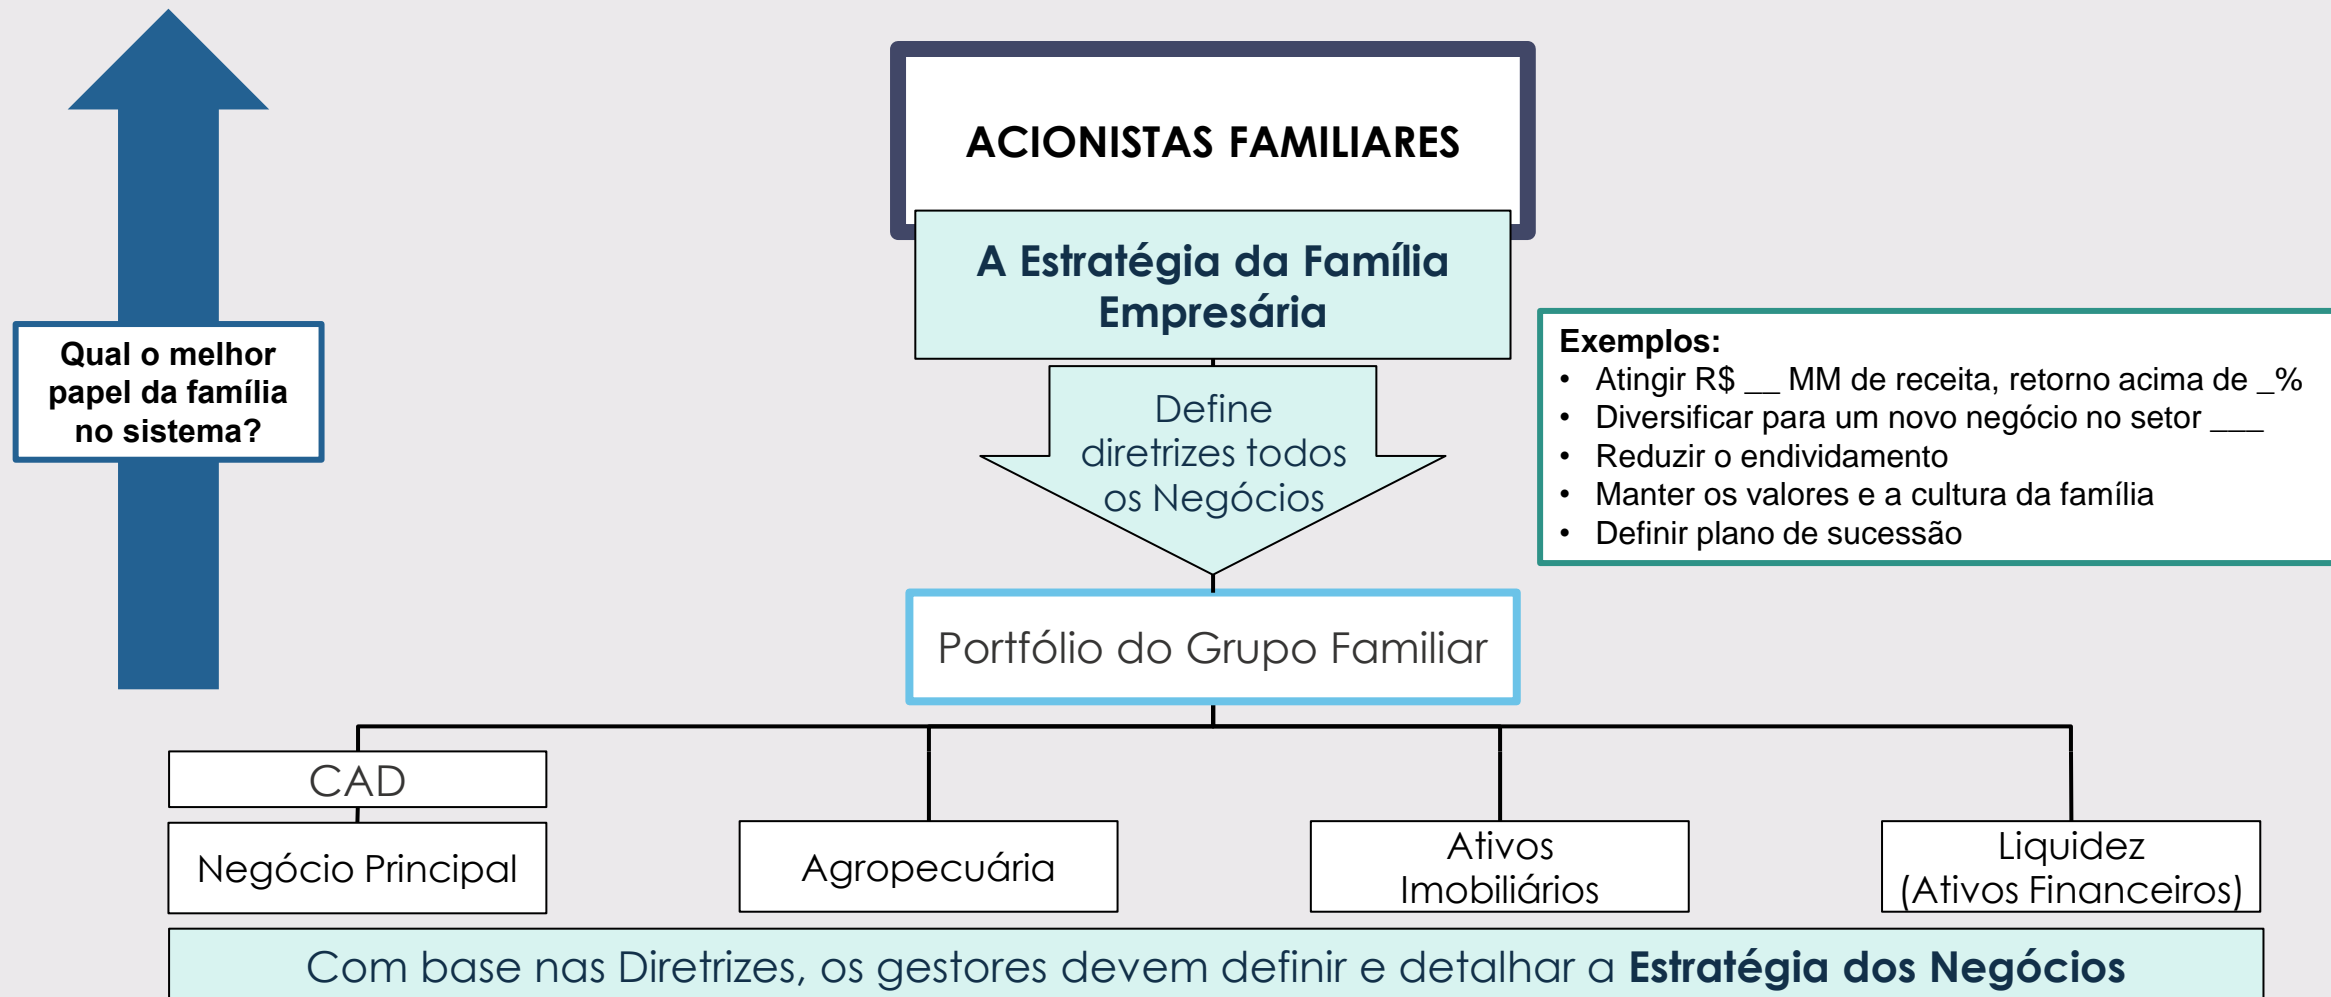 ACIONISTAS FAMILIARES
A Estratégia da Família
Empresária
Qual o melhor
papel da família
no sistema?
Define
diretrizes todos
os Negócios
Exemplos:
• Atingir R$ __ MM de receita, retorno acima de _%
• Diversificar para um novo negócio no setor ___
• Reduzir o endividamento
• Manter os valores e a cultura da família
• Definir plano de sucessão
Portfólio do Grupo Familiar
CAD
Negócio Principal
Agropecuária
Ativos
Imobiliários
Liquidez
(Ativos Financeiros)
Com base nas Diretrizes, os gestores devem definir e detalhar a Estratégia dos Negócios